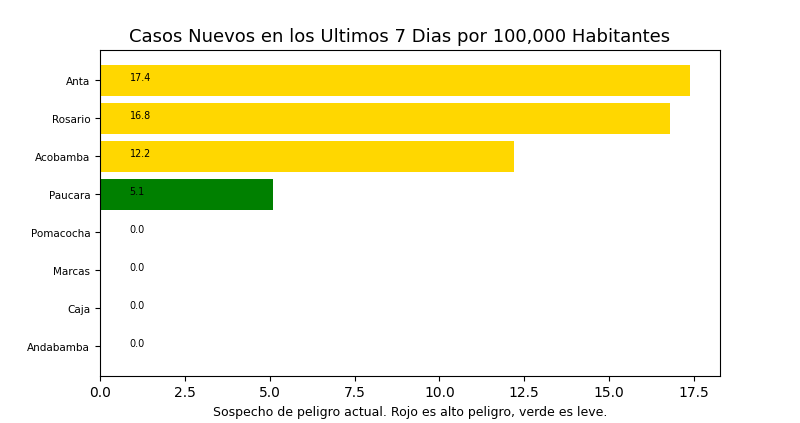 Casos Nuevos en los Ultimos 7 Dias por 100,000 Habitantes
Anta 17.4
Rosario 16.8
Acobamba 12.2
Paucara 5.1
Pomacocha 0.0
Marcas 0.0
Caja 0.0
Andabamba 0.0
0.0 2.5 5.0 7.5 10.0 12.5 15.0 17.5
Sospecho de peligro actual. Rojo es alto peligro, verde es leve.